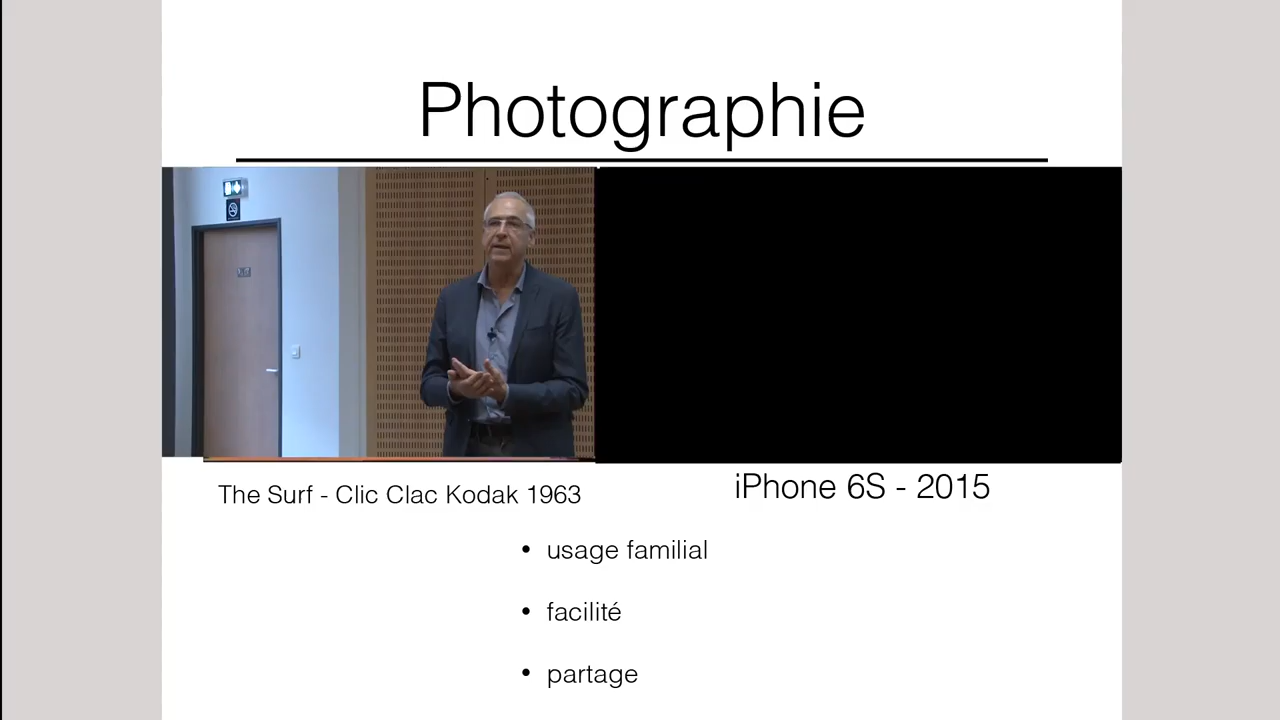 Photographie
The Surf - Clic Clac Kodak 1963
iPhone 6S - 2015
• usage familial
• facilité
• partage